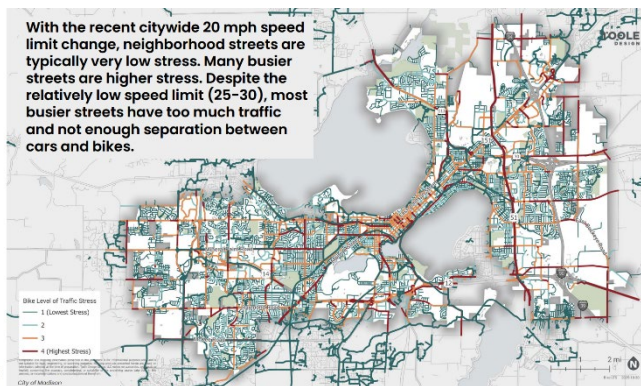 With the recent citywide 20 mph speed
limit change, neighborhood streets are
typically very low stress. Many busier
streets are higher stress. Despite the
relatively low speed limit (25-30), most
busier streets have too much traffic
and not enough separation between
cars and bikes.
TOOLE
DESIGN
51
12
Bike Level of Traffic Stress
1 (Lowest Stress)
2
3
4 (Highest Stress)
2 mi
City of Madison